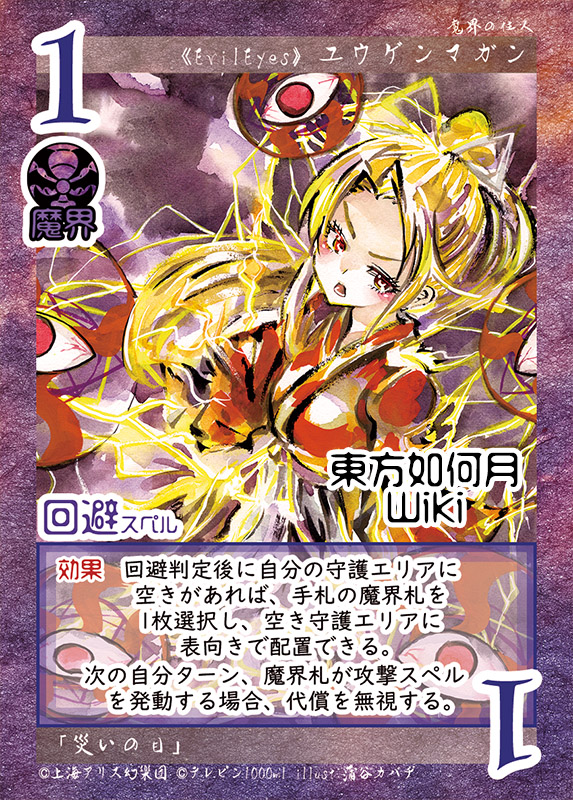 魔界の住人
1
《EvilEyes》 ユウゲンマガン
魔界
東方如何月
Wiki
回避スペル
効果 回避判定後に自分の守護エリアに
空きがあれば、手札の魔界札を
1枚選択し、空き守護エリアに
表向きで配置できる。
次の自分ターン、魔界札が攻撃スペル
を発動する場合、代償を無視する。
1
「災いの目」
©上海アリス幻樂団 ©テレピン1000ml illust:蒲谷カバヂ